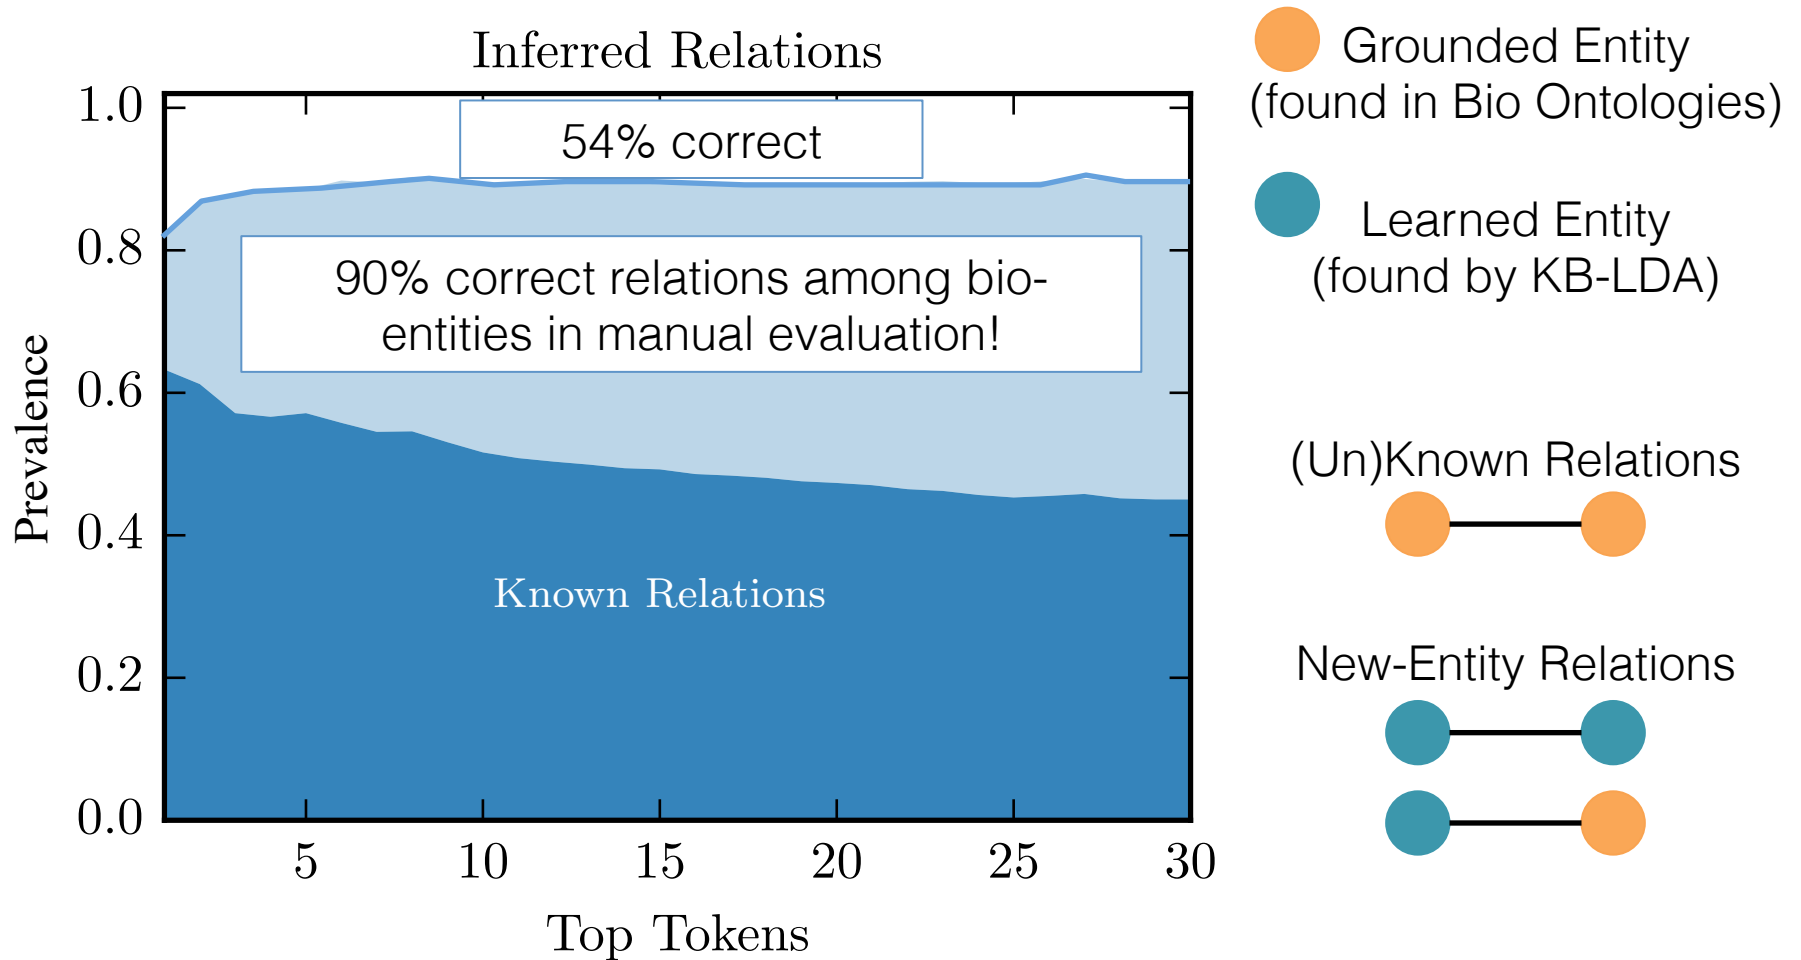 Inferred Relations
1.0
0.8
0.6
0.4
0.2
0.0
Prevalence
54% correct
90% correct relations among bio-
entities in manual evaluation!
Known Relations
5 10 15 20 25 30
Top Tokens
Grounded Entity
(found in Bio Ontologies)
Learned Entity
(found by KB-LDA)
(Un)Known Relations
New-Entity Relations